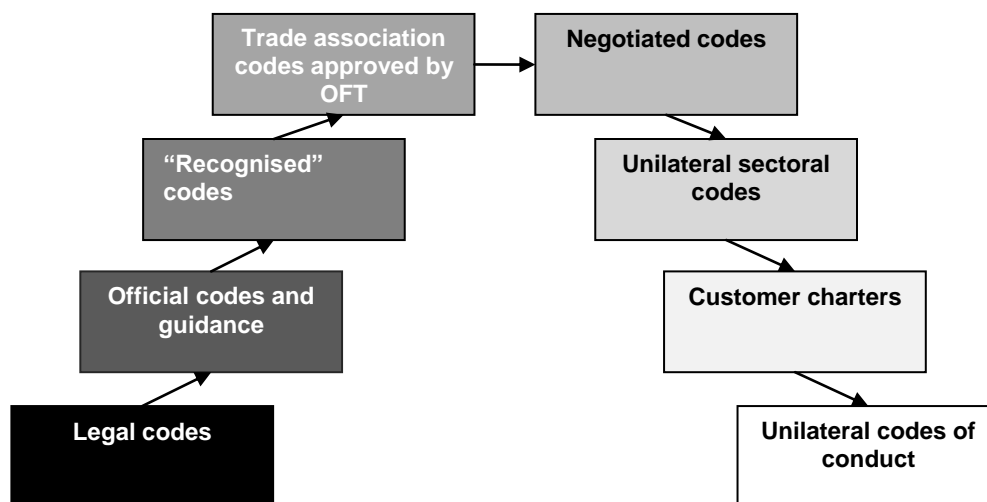 Trade association
codes approved by
OFT
Negotiated codes
“Recognised”
codes
Unilateral sectoral
codes
Official codes and
guidance
Customer charters
Legal codes
Unilateral codes of
conduct